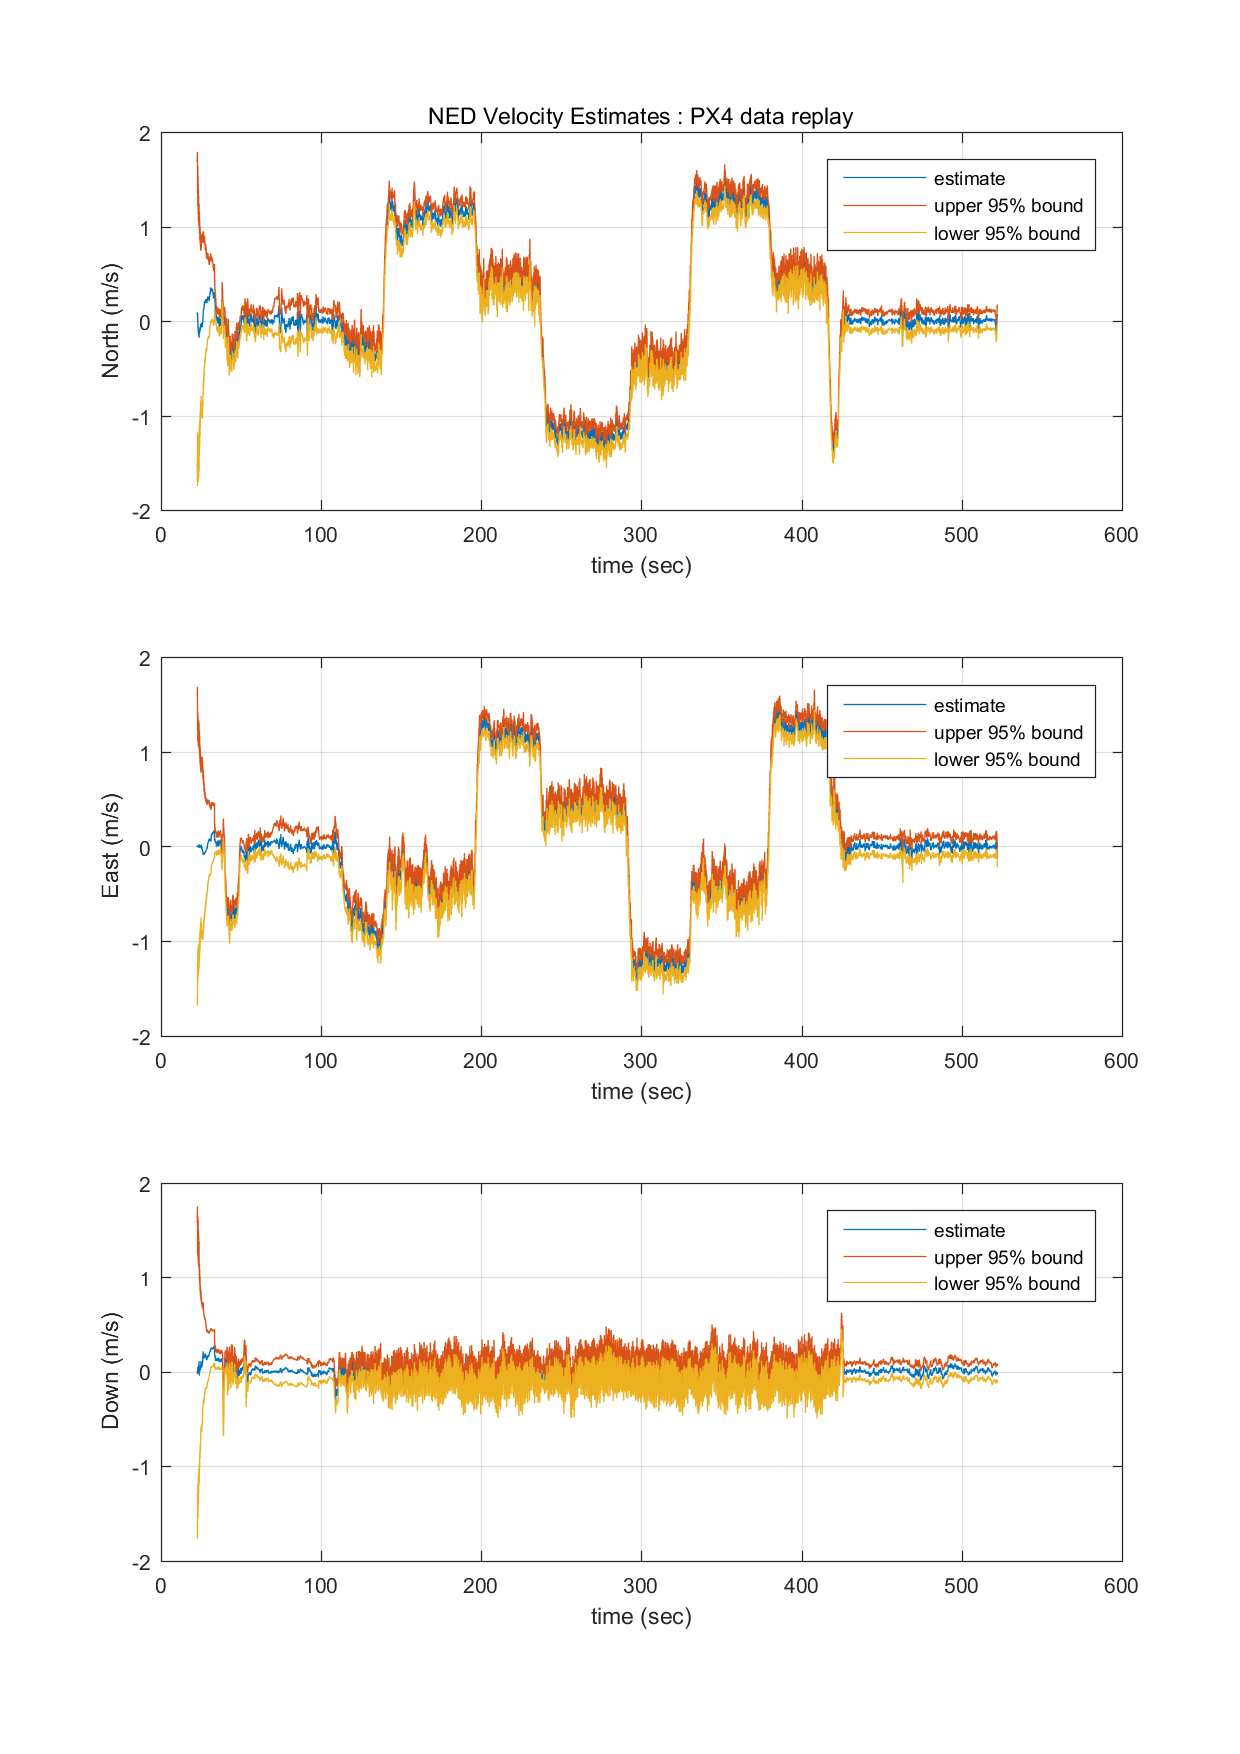 NED Velocity Estimates : PX4 data replay
2
1
0
-1
-2
North (m/s)
estimate
upper 95% bound
lower 95% bound
0 100 200 300 400 500 600
time (sec)
2
1
0
-1
-2
East (m/s)
estimate
upper 95% bound
lower 95% bound
0 100 200 300 400 500 600
time (sec)
2
1
0
-1
-2
Down (m/s)
estimate
upper 95% bound
lower 95% bound
0 100 200 300 400 500 600
time (sec)